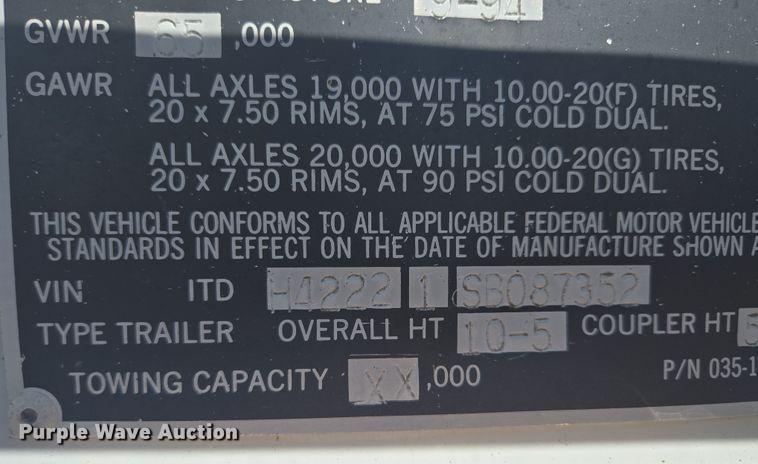 9-94
GVWR 65 ,000
GAWR ALL AXLES 19,000 WITH 10.00-20(F) TIRES,
20 x 7.50 RIMS, AT 75 PSI COLD DUAL.
ALL AXLES 20,000 WITH 10.00-20(G) TIRES,
20 x 7.50 RIMS, AT 90 PSI COLD DUAL.
THIS VEHICLE CONFORMS TO ALL APPLICABLE FEDERAL MOTOR VEHICLE
STANDARDS IN EFFECT ON THE DATE OF MANUFACTURE SHOWN A
VIN ITD H4222 1 SB087352
TYPE TRAILER OVERALL HT 10-5 COUPLER HT 5
TOWING CAPACITY XX ,000 P/N 035-1
Purple Wave Auction